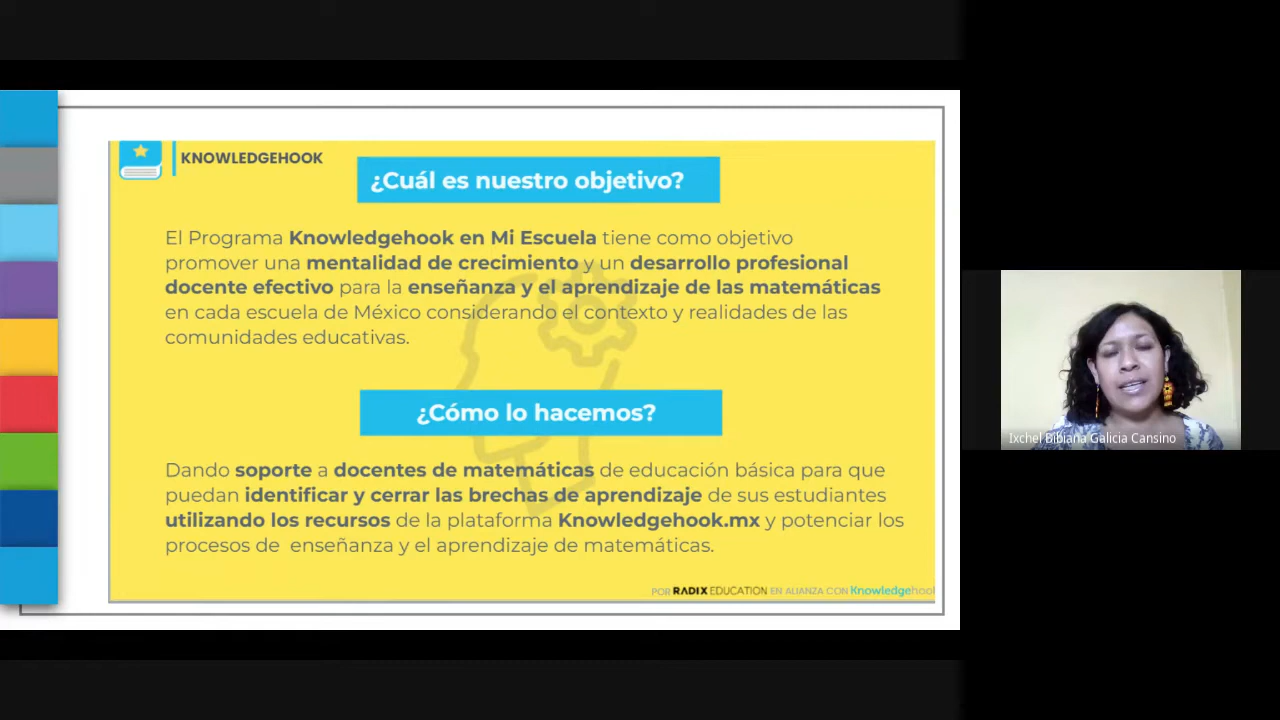 KNOWLEDGEHOOK
¿Cuál es nuestro objetivo?
El Programa Knowledgehook en Mi Escuela tiene como objetivo
promover una mentalidad de crecimiento y un desarrollo profesional
docente efectivo para la enseñanza y el aprendizaje de las matemáticas
en cada escuela de México considerando el contexto y realidades de las
comunidades educativas.
¿Cómo lo hacemos?
Dando soporte a docentes de matemáticas de educación básica para que
puedan identificar y cerrar las brechas de aprendizaje de sus estudiantes
utilizando los recursos de la plataforma Knowledgehook.mx y potenciar los
procesos de enseñanza y el aprendizaje de matemáticas.
POR RADIX EDUCATION EN ALIANZA CON Knowledgehool
Ixchel Bibiana Galicia Cansino